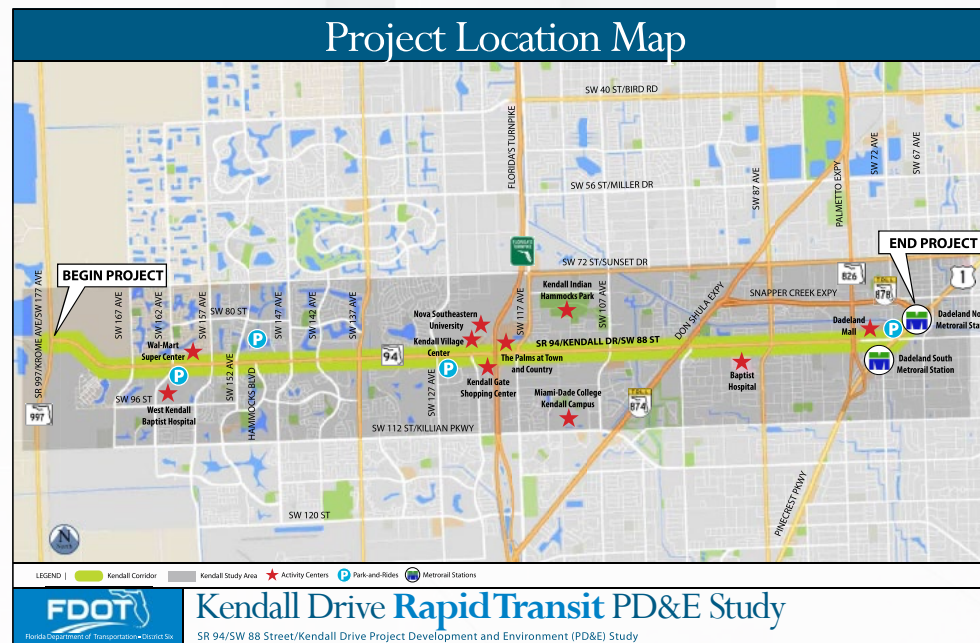 Project Location Map
SW 40 ST/BIRD RD
FLORIDA'S TURNPIKE
SW 56 ST/MILLER DR
SW 87 AVE
PALMETTO EXPY
SW 72 AVE
SW 67 AVE
FLORIDA'S
TURNPIKE
SW 72 ST/SUNSET DR
END PROJECT
BEGIN PROJECT
826
TOLL
878
1
SNAPPER CREEK EXPY
SR 997/KROME AVE/SW 177 AVE
SW 167 AVE
SW 162 AVE
SW 157 AVE
SW 80 ST
SW 147 AVE
SW 142 AVE
SW 137 AVE
Kendall Indian
Hammocks Park
SW 107 AVE
DON SHULA EXPY
Nova Southeastern
University
SW 117 AVE
Kendall Village
Center
Dadeland
Mall
P
Dadeland No
Metrorail Sta
P
Wal-Mart
Super Center
94
SR 94/KENDALL DR/SW 88 ST
The Palms at Town
and Country
Dadeland South
Metrorail Station
P
SW 152 AVE
HAMMOCKS BLVD
SW 127 AVE
P
Kendall Gate
Shopping Center
Baptist
Hospital
SW 96 ST
West Kendall
Baptist Hospital
Miami-Dade College
Kendall Campus
TOLL
874
997
SW 112 ST/KILLIAN PKWY
PINECREST PKWY
SW 120 ST
N
North
LEGEND |
Kendall Corridor
Kendall Study Area
Activity Centers
P
Park-and-Rides
Metrorail Stations
FDOT
Florida Department of Transportation • District Six
Kendall Drive Rapid Transit PD&E Study
SR 94/SW 88 Street/Kendall Drive Project Development and Environment (PD&E) Study